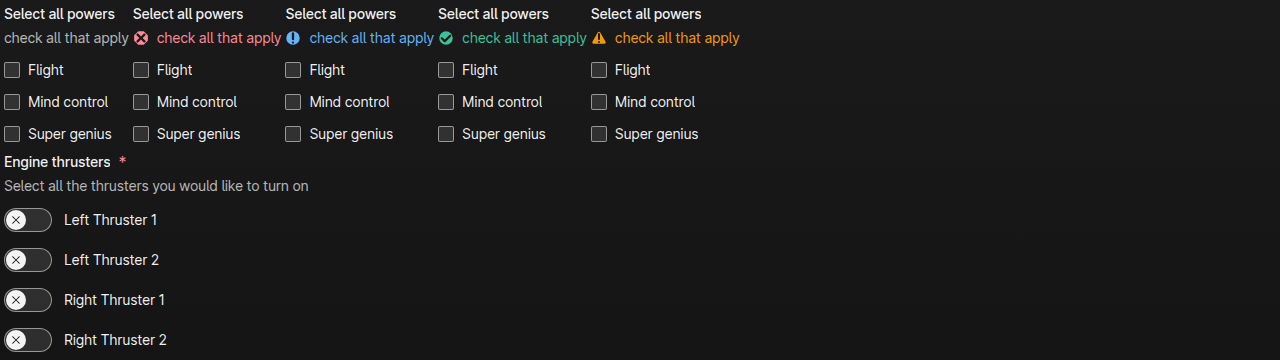 Select all powers Select all powers Select all powers Select all powers Select all powers
check all that apply check all that apply check all that apply check all that apply check all that apply
Flight Flight Flight Flight Flight
Mind control Mind control Mind control Mind control Mind control
Super genius Super genius Super genius Super genius Super genius
Engine thrusters *
Select all the thrusters you would like to turn on
Left Thruster 1
Left Thruster 2
Right Thruster 1
Right Thruster 2